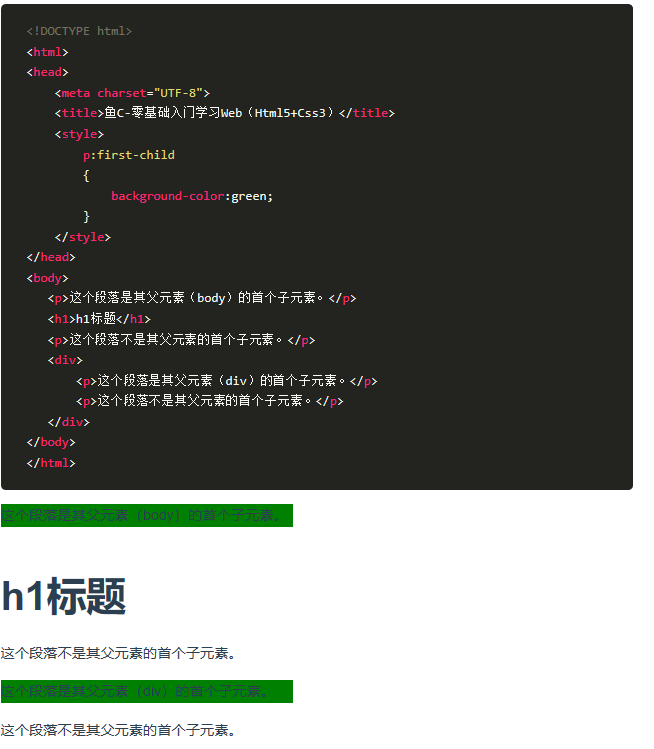 <!DOCTYPE html>
<html>
<head>
    <meta charset="UTF-8">
    <title>鱼C-零基础入门学习Web（Html5+Css3）</title>
    <style>
        p:first-child
        {
            background-color:green;
        }
    </style>
</head>
<body>
   <p>这个段落是其父元素（body）的首个子元素。</p>
   <h1>h1标题</h1>
   <p>这个段落不是其父元素的首个子元素。</p>
   <div>
       <p>这个段落是其父元素（div）的首个子元素。</p>
       <p>这个段落不是其父元素的首个子元素。</p>
   </div>
</body>
</html>
这个段落是其父元素（body）的首个子元素。
h1标题
这个段落不是其父元素的首个子元素。
这个段落是其父元素（div）的首个子元素。
这个段落不是其父元素的首个子元素。